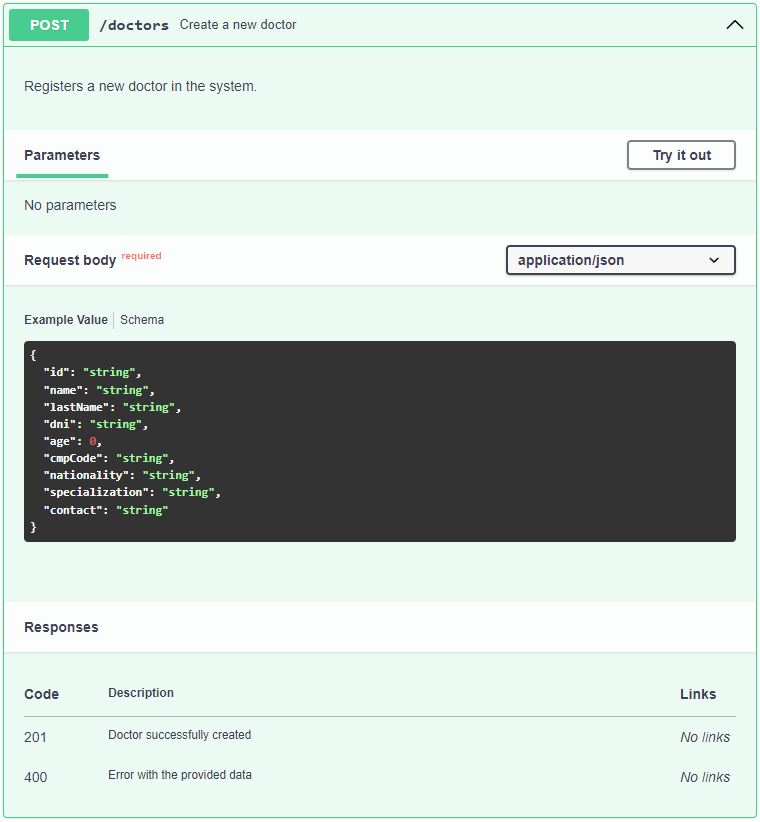 POST /doctors Create a new doctor
Registers a new doctor in the system.
Parameters Try it out
No parameters
Request body required application/json
Example Value Schema
{
"id": "string",
"name": "string",
"lastName": "string",
"dni": "string",
"age": 0,
"cmpCode": "string",
"nationality": "string",
"specialization": "string",
"contact": "string"
}
Responses
Code Description Links
201 Doctor successfully created No links
400 Error with the provided data No links